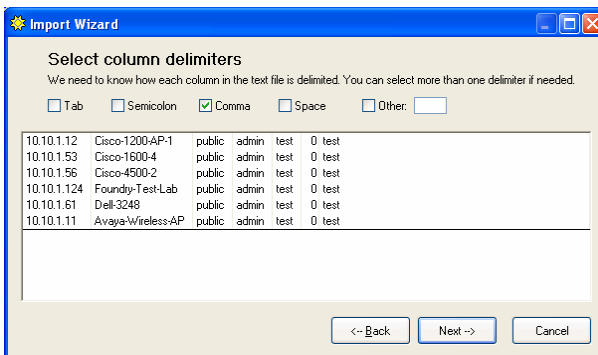 Import Wizard
Select column delimiters
We need to know how each column in the text file is delimited. You can select more than one delimiter if needed.
Tab Semicolon Comma Space Other:
10.10.1.12 Cisco-1200-AP-1 public admin test 0 test
10.10.1.53 Cisco-1600-4 public admin test 0 test
10.10.1.56 Cisco-4500-2 public admin test 0 test
10.10.1.124 Foundry-Test-Lab public admin test 0 test
10.10.1.61 Dell-3248 public admin test 0 test
10.10.1.11 Avaya-Wireless-AP public admin test 0 test
<-- Back Next --> Cancel